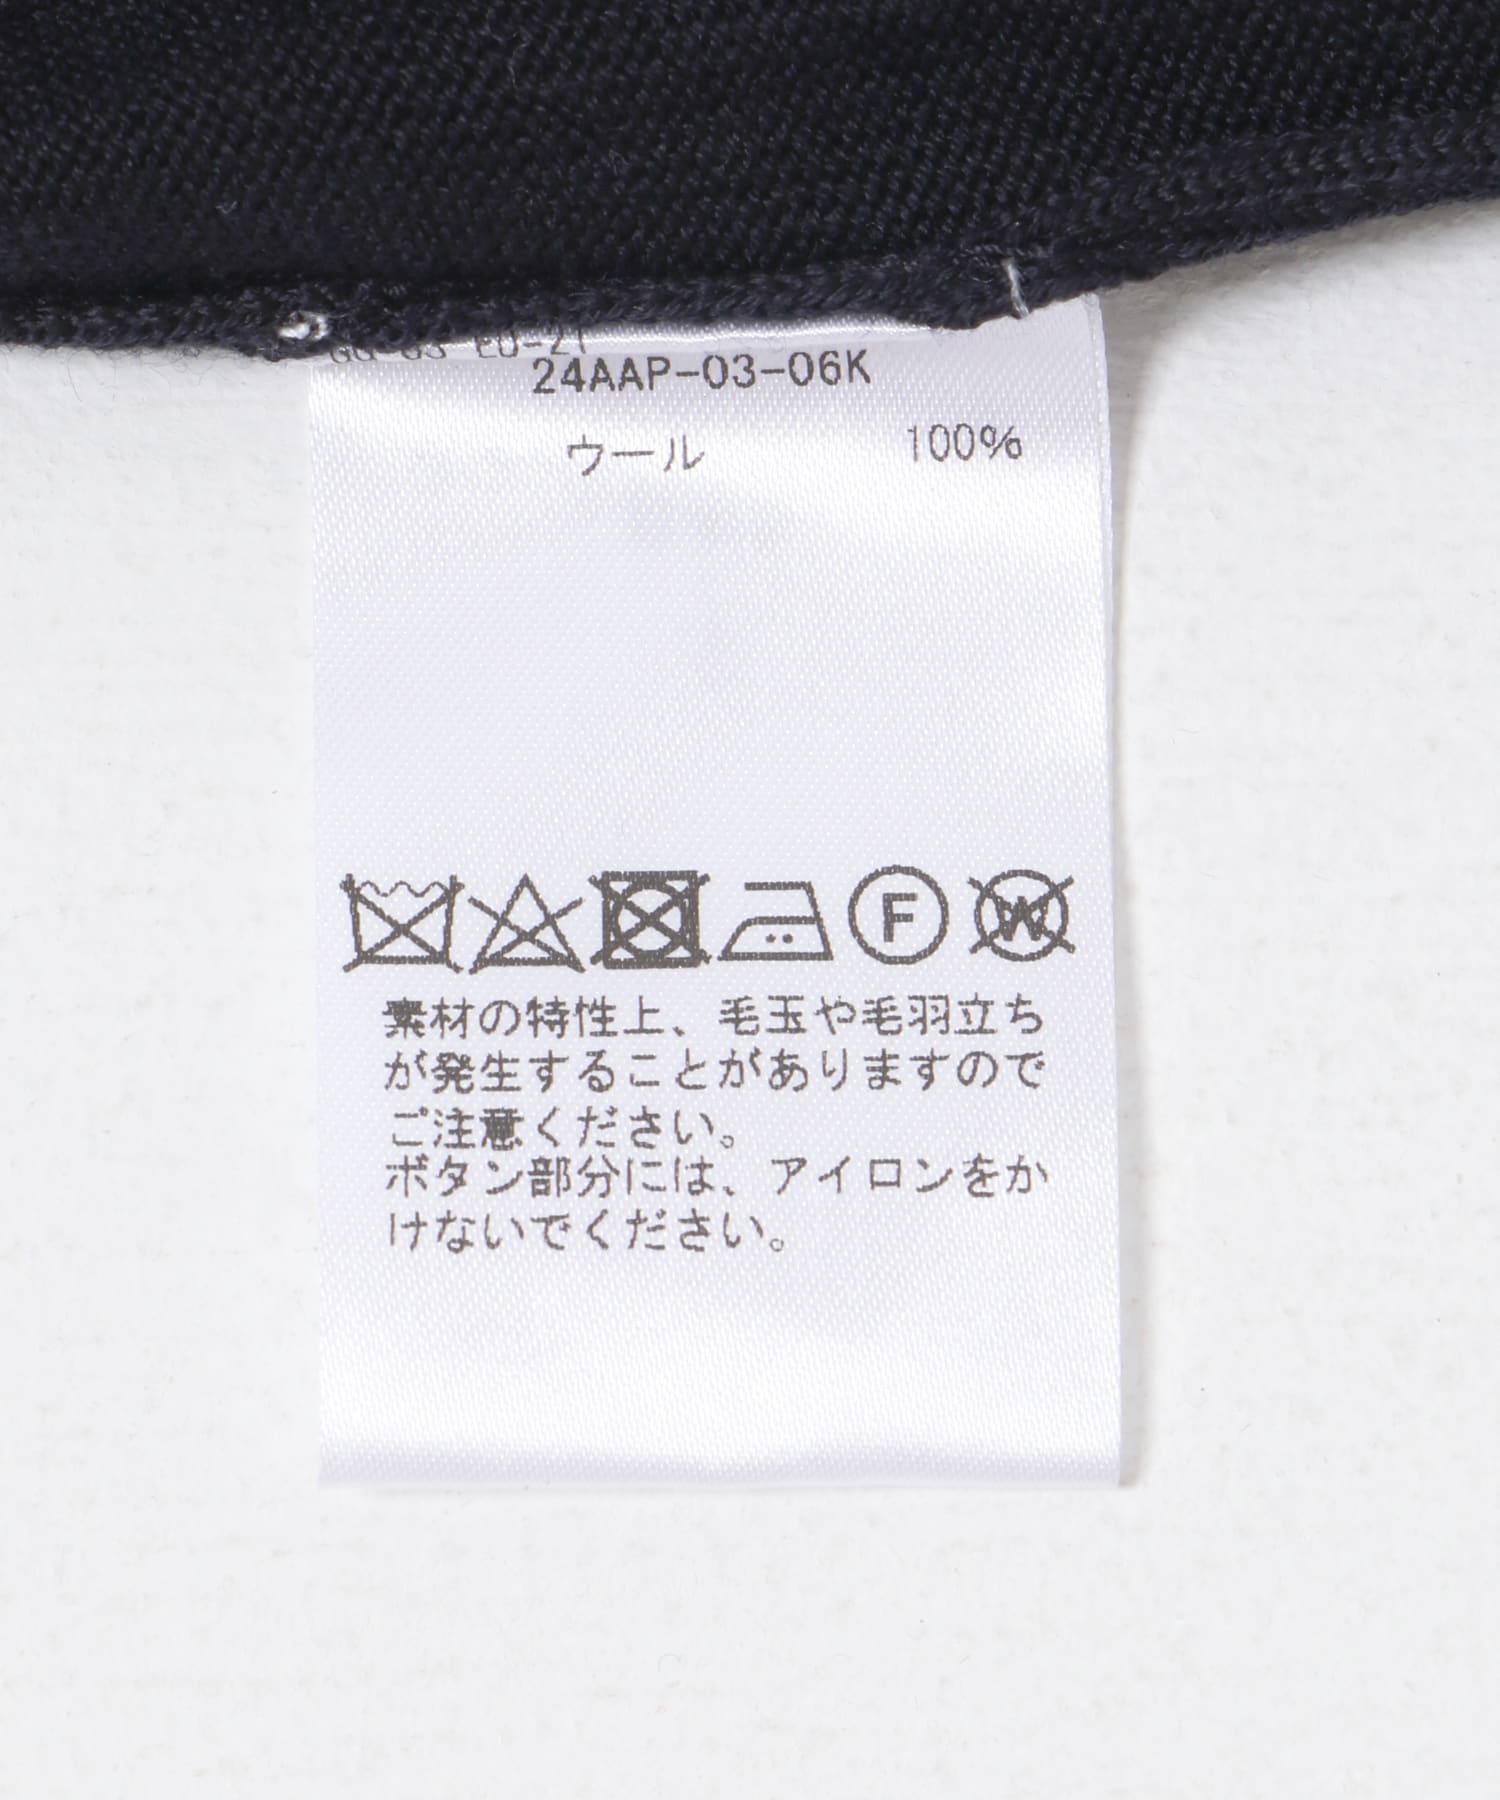 24AAP-03-06K
ウール 100%
F
W
素材の特性上、毛玉や毛羽立ち
が発生することがありますので
ご注意ください。
ボタン部分には、アイロンをか
けないでください。